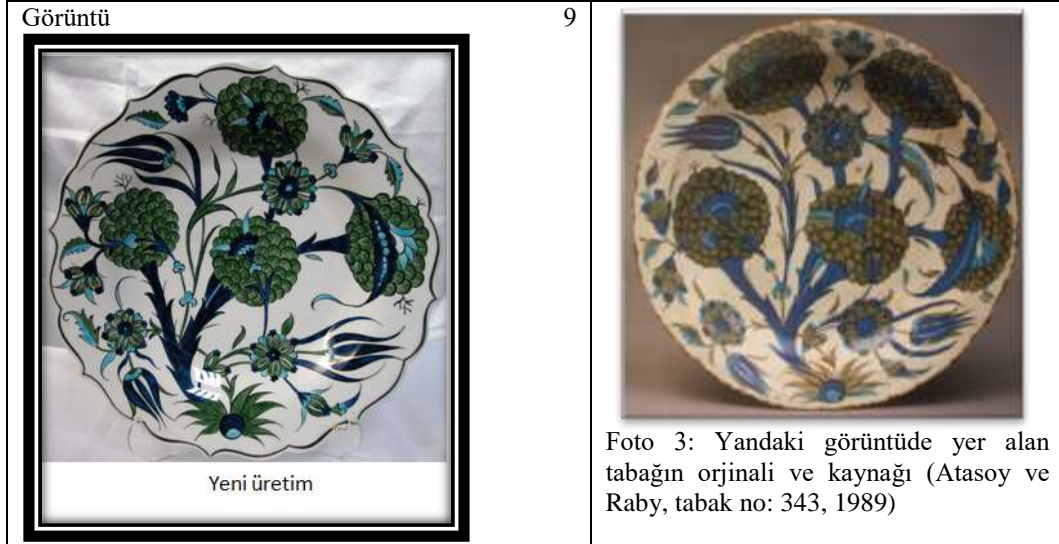 Görüntü 9
Yeni üretim
Foto 3: Yandaki görüntüde yer alan
tabağın orjinali ve kaynağı (Atasoy ve
Raby, tabak no: 343, 1989)